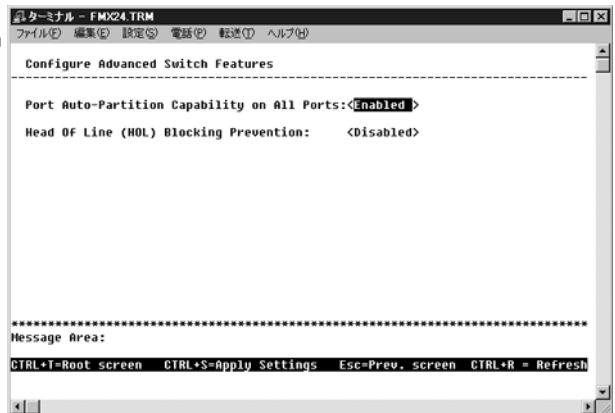 ターミナル - FMX24.TRM
ファイル(F) 編集(E) 設定(S) 電話(P) 転送(T) ヘルプ(H)
Configure Advanced Switch Features
--------------------------------------------------------------------------------
Port Auto-Partition Capability on All Ports:<Enabled >
Head Of Line (HOL) Blocking Prevention: <Disabled>
********************************************************************************
Message Area:
CTRL+T=Root screen CTRL+S=Apply Settings Esc=Prev. screen CTRL+R = Refresh